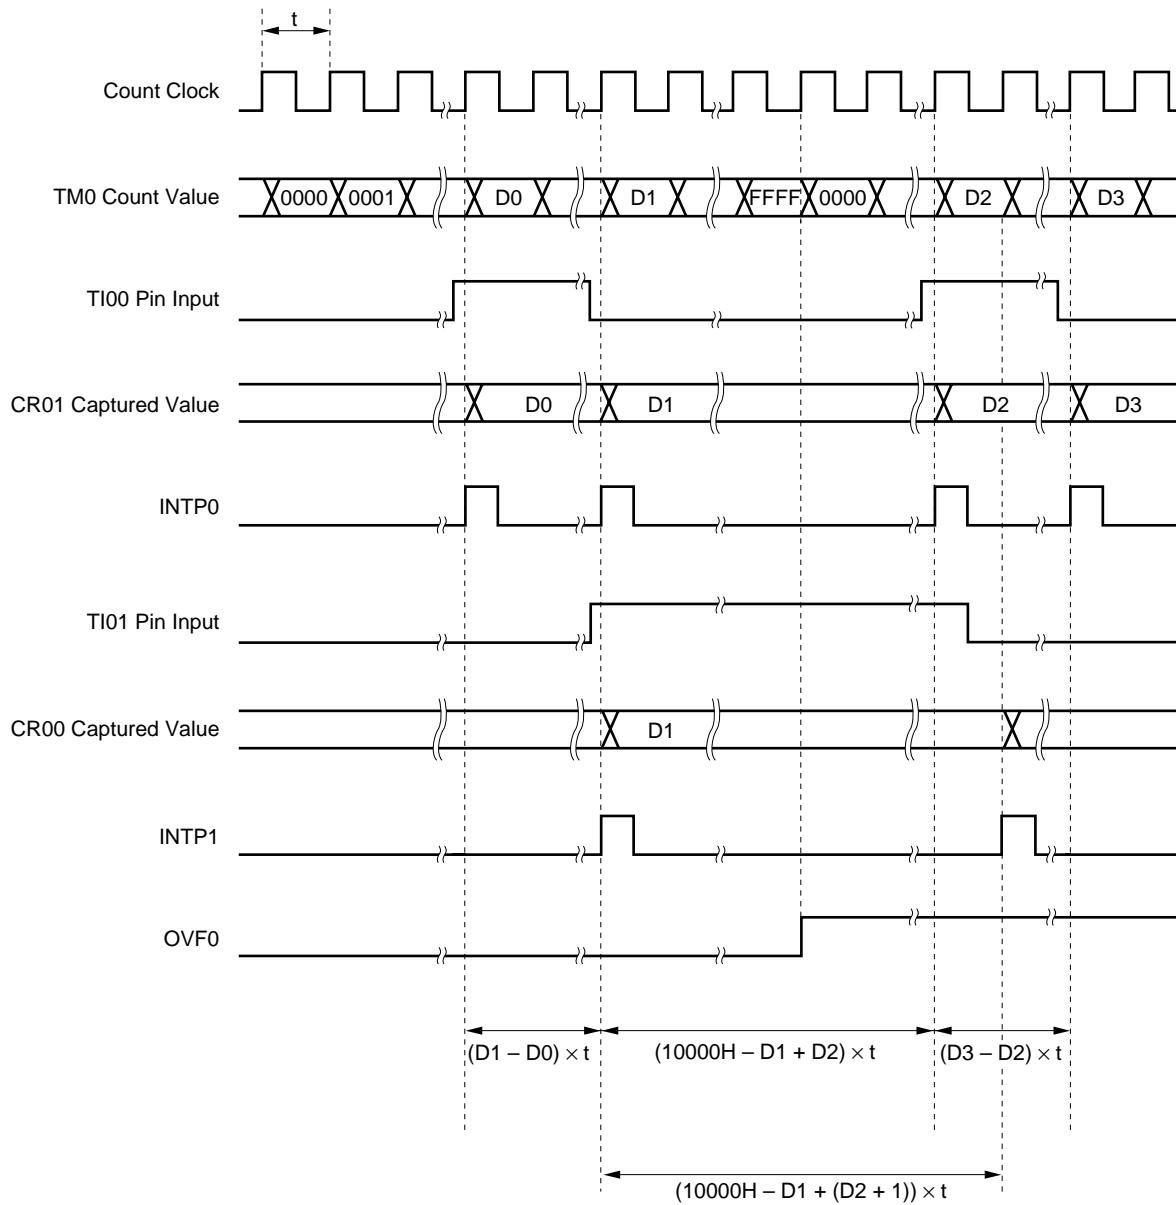 t
Count Clock
TM0 Count Value 0000 0001 D0 D1 FFFF 0000 D2 D3
TI00 Pin Input
CR01 Captured Value D0 D1 D2 D3
INTP0
TI01 Pin Input
CR00 Captured Value D1
INTP1
OVF0
(D1 – D0) × t (10000H – D1 + D2) × t (D3 – D2) × t
(10000H – D1 + (D2 + 1)) × t